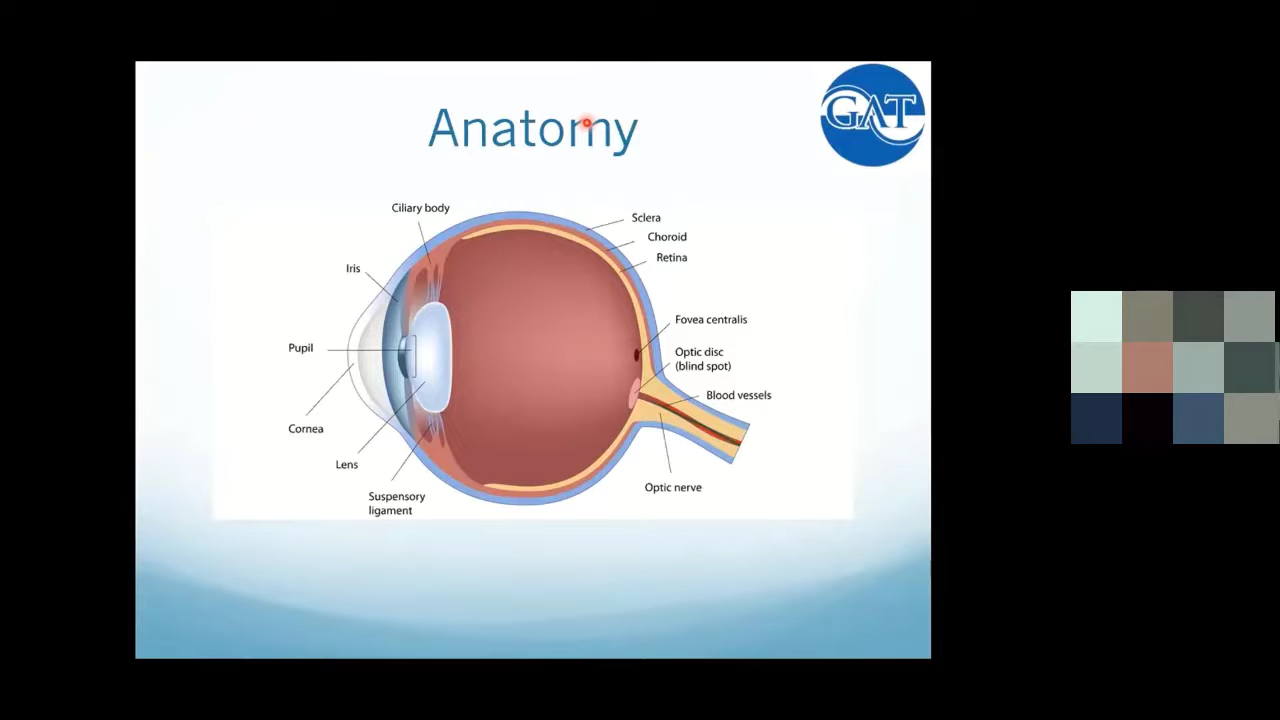 Anatomy
GAT
Ciliary body
Sclera
Choroid
Retina
Iris
Fovea centralis
Pupil
Optic disc
(blind spot)
Blood vessels
Cornea
Lens
Optic nerve
Suspensory
ligament